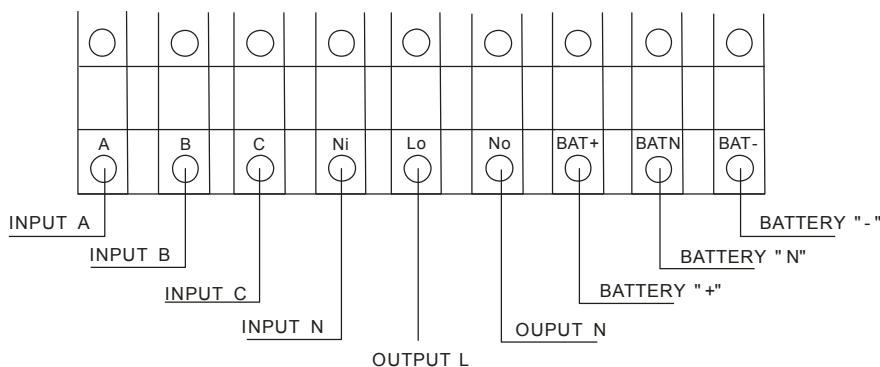 A B C Ni Lo No BAT+ BATN BAT-
INPUT A
BATTERY "-"
INPUT B
BATTERY "N"
INPUT C
BATTERY "+"
INPUT N
OUPUT N
OUTPUT L